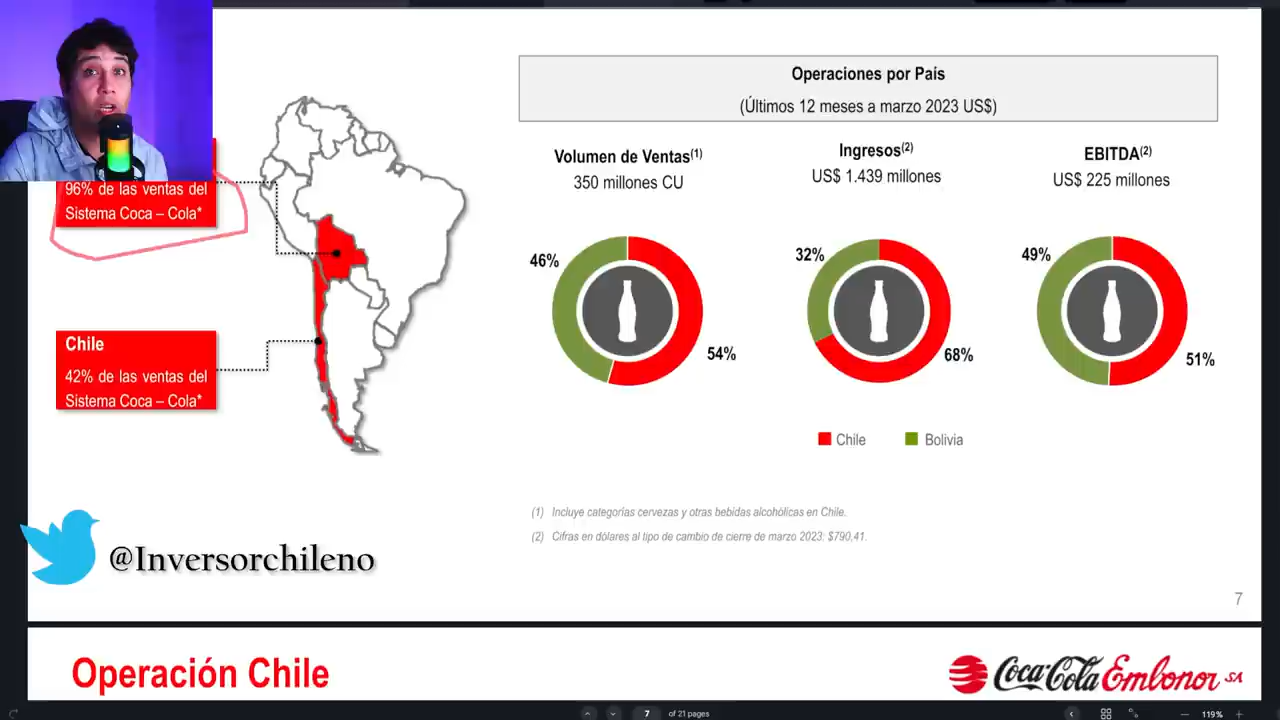 Operaciones por País
(Últimos 12 meses a marzo 2023 US$)
Volumen de Ventas(1)
350 millones CU
Ingresos(2)
US$ 1.439 millones
EBITDA(2)
US$ 225 millones
96% de las ventas del
Sistema Coca – Cola*
46%
54%
32%
68%
49%
51%
Chile
42% de las ventas del
Sistema Coca – Cola*
Chile
Bolivia
(1) Incluye categorías cervezas y otras bebidas alcohólicas en Chile.
(2) Cifras en dólares al tipo de cambio de cierre de marzo 2023: $790.41.
@Inversorchileno
7
Operación Chile
Coca-Cola Embonor SA
7 of 21 pages
119%